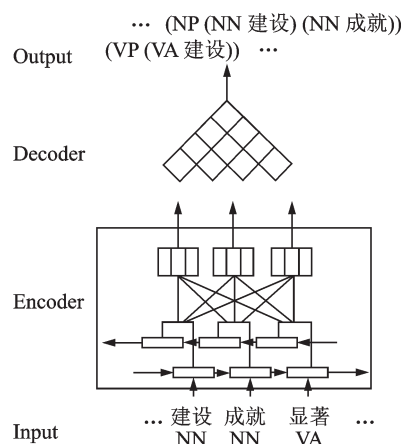 … (NP (NN 建设) (NN 成就))
Output (VP (VA 建设)) …
Decoder
Encoder
… 建设 成就 显著 …
Input NN NN VA